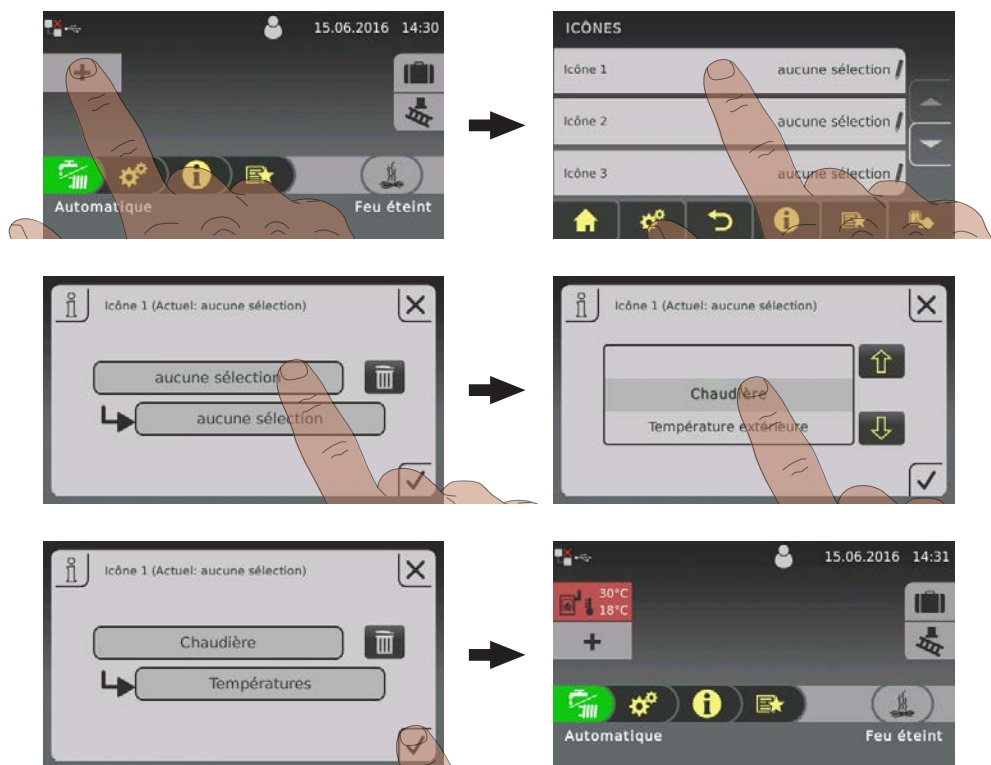 15.06.2016 14:30
+
Automatique
Feu éteint
ICÔNES
Icône 1 aucune sélection
Icône 2 aucune sélection
Icône 3 aucune sélection
i
Icône 1 (Actuel: aucune sélection)
aucune sélection
aucune sélection
Icône 1 (Actuel: aucune sélection)
Chaudière
Température extérieure
Icône 1 (Actuel: aucune sélection)
Chaudière
Températures
15.06.2016 14:31
30°C
18°C
+
i
Automatique
Feu éteint